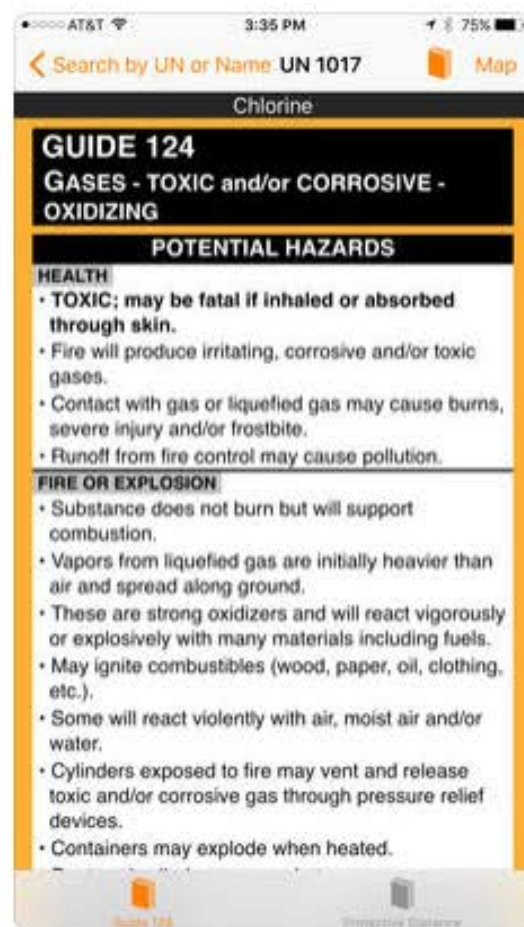 AT&T 3:35 PM 75%
Search by UN or Name UN 1017 Map
Chlorine
GUIDE 124
GASES - TOXIC and/or CORROSIVE -
OXIDIZING
POTENTIAL HAZARDS
HEALTH
• TOXIC; may be fatal if inhaled or absorbed
through skin.
• Fire will produce irritating, corrosive and/or toxic
gases.
• Contact with gas or liquefied gas may cause burns,
severe injury and/or frostbite.
• Runoff from fire control may cause pollution.
FIRE OR EXPLOSION
• Substance does not burn but will support
combustion.
• Vapors from liquefied gas are initially heavier than
air and spread along ground.
• These are strong oxidizers and will react vigorously
or explosively with many materials including fuels.
• May ignite combustibles (wood, paper, oil, clothing,
etc.).
• Some will react violently with air, moist air and/or
water.
• Cylinders exposed to fire may vent and release
toxic and/or corrosive gas through pressure relief
devices.
• Containers may explode when heated.
Guide 124 Protective Distance